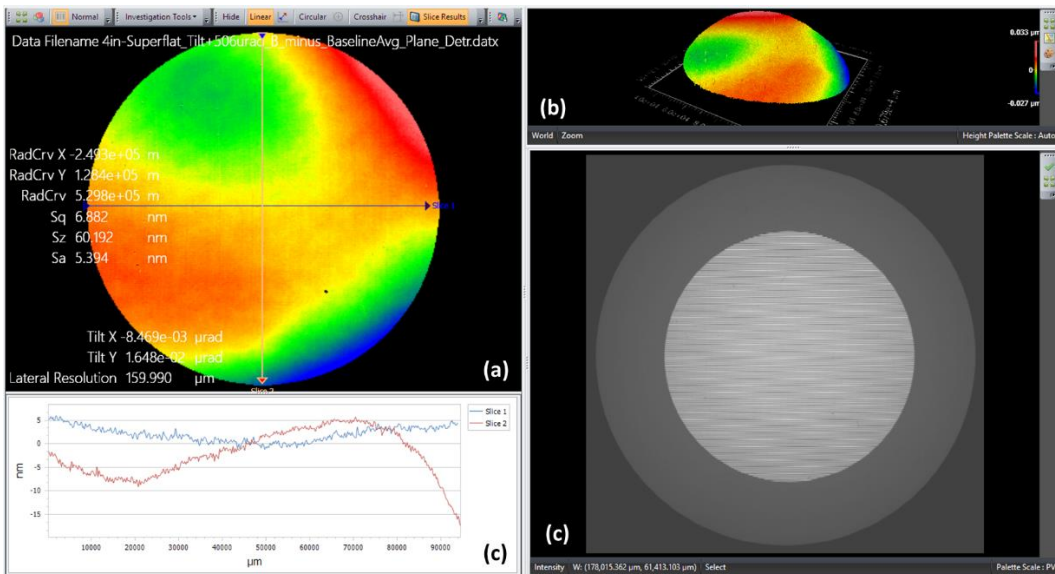 Normal Investigation Tools Hide Linear Circular Crosshair Slice Results
Data Filename 4in-Superflat_Tilt+506urad_B_minus_BaselineAvg_Plane_Detr.datx
RadCrv X -2.493e+05 m
RadCrv Y 1.284e+05 m
RadCrv 5.298e+05 m
Slice 1
Sq 6.882 nm
Sz 60.192 nm
Sa 5.394 nm
Tilt X -8.469e-03 µrad
Tilt Y 1.648e-02 µrad
Lateral Resolution 159.990 µm
Slice 2
(a)
5
0
-5
-10
-15
nm
10000 20000 30000 40000 50000 60000 70000 80000 90000
µm
Slice 1
Slice 2
(c)
0.033 µm
0
-0.027 µm
(b)
World Zoom Height Palette Scale : Auto
(c)
Intensity W: (178,015.362 µm, 61,413.103 µm) Select Palette Scale : PV